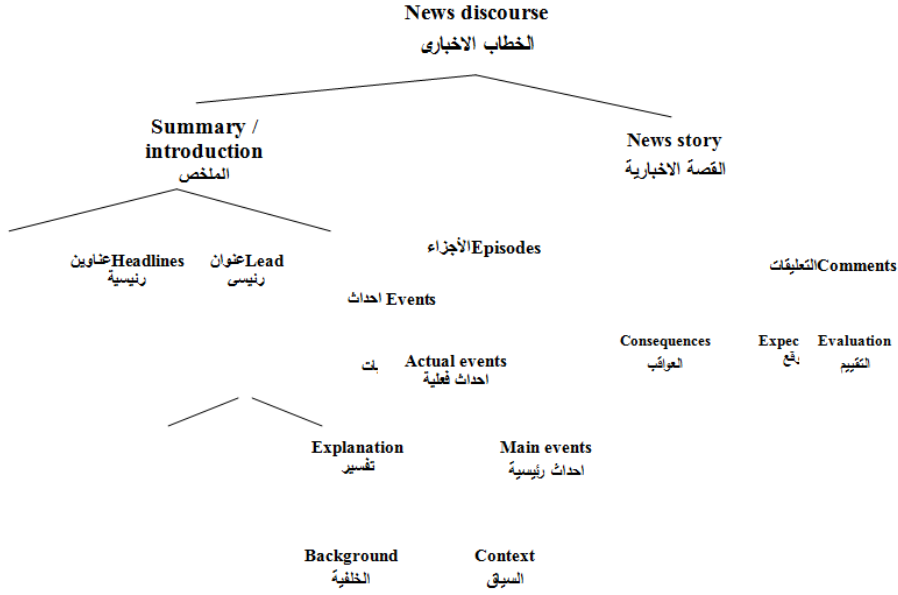 News discourse
الخطاب الاخبارى
Summary /
introduction
الملخص
News story
القصة الاخبارية
الأجزاء Episodes
عناوين Headlines
رئيسية
عنوان Lead
رئيسى
التعليقات Comments
احداث Events
Actual events
احداث فعلية
Consequences
العواقب
Expec
Evaluation
التقييم
Explanation
تفسير
Main events
احداث رئيسية
Background
الخلفية
Context
السياق